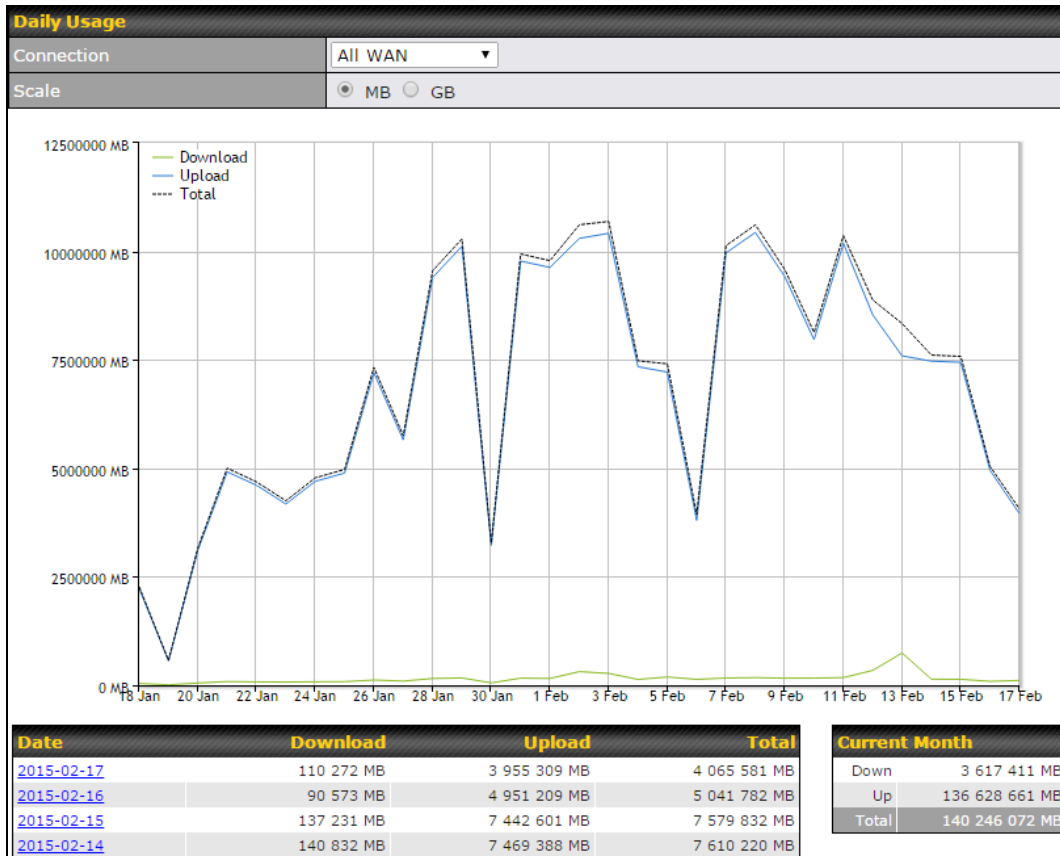 Daily Usage
Connection All WAN
Scale MB GB
12500000 MB
Download
Upload
Total
10000000 MB
7500000 MB
5000000 MB
2500000 MB
0 MB
18 Jan 20 Jan 22 Jan 24 Jan 26 Jan 28 Jan 30 Jan 1 Feb 3 Feb 5 Feb 7 Feb 9 Feb 11 Feb 13 Feb 15 Feb 17 Feb
Date Download Upload Total
2015-02-17 110 272 MB 3 955 309 MB 4 065 581 MB
2015-02-16 90 573 MB 4 951 209 MB 5 041 782 MB
2015-02-15 137 231 MB 7 442 601 MB 7 579 832 MB
2015-02-14 140 832 MB 7 469 388 MB 7 610 220 MB
Current Month
Down 3 617 411 MB
Up 136 628 661 MB
Total 140 246 072 MB